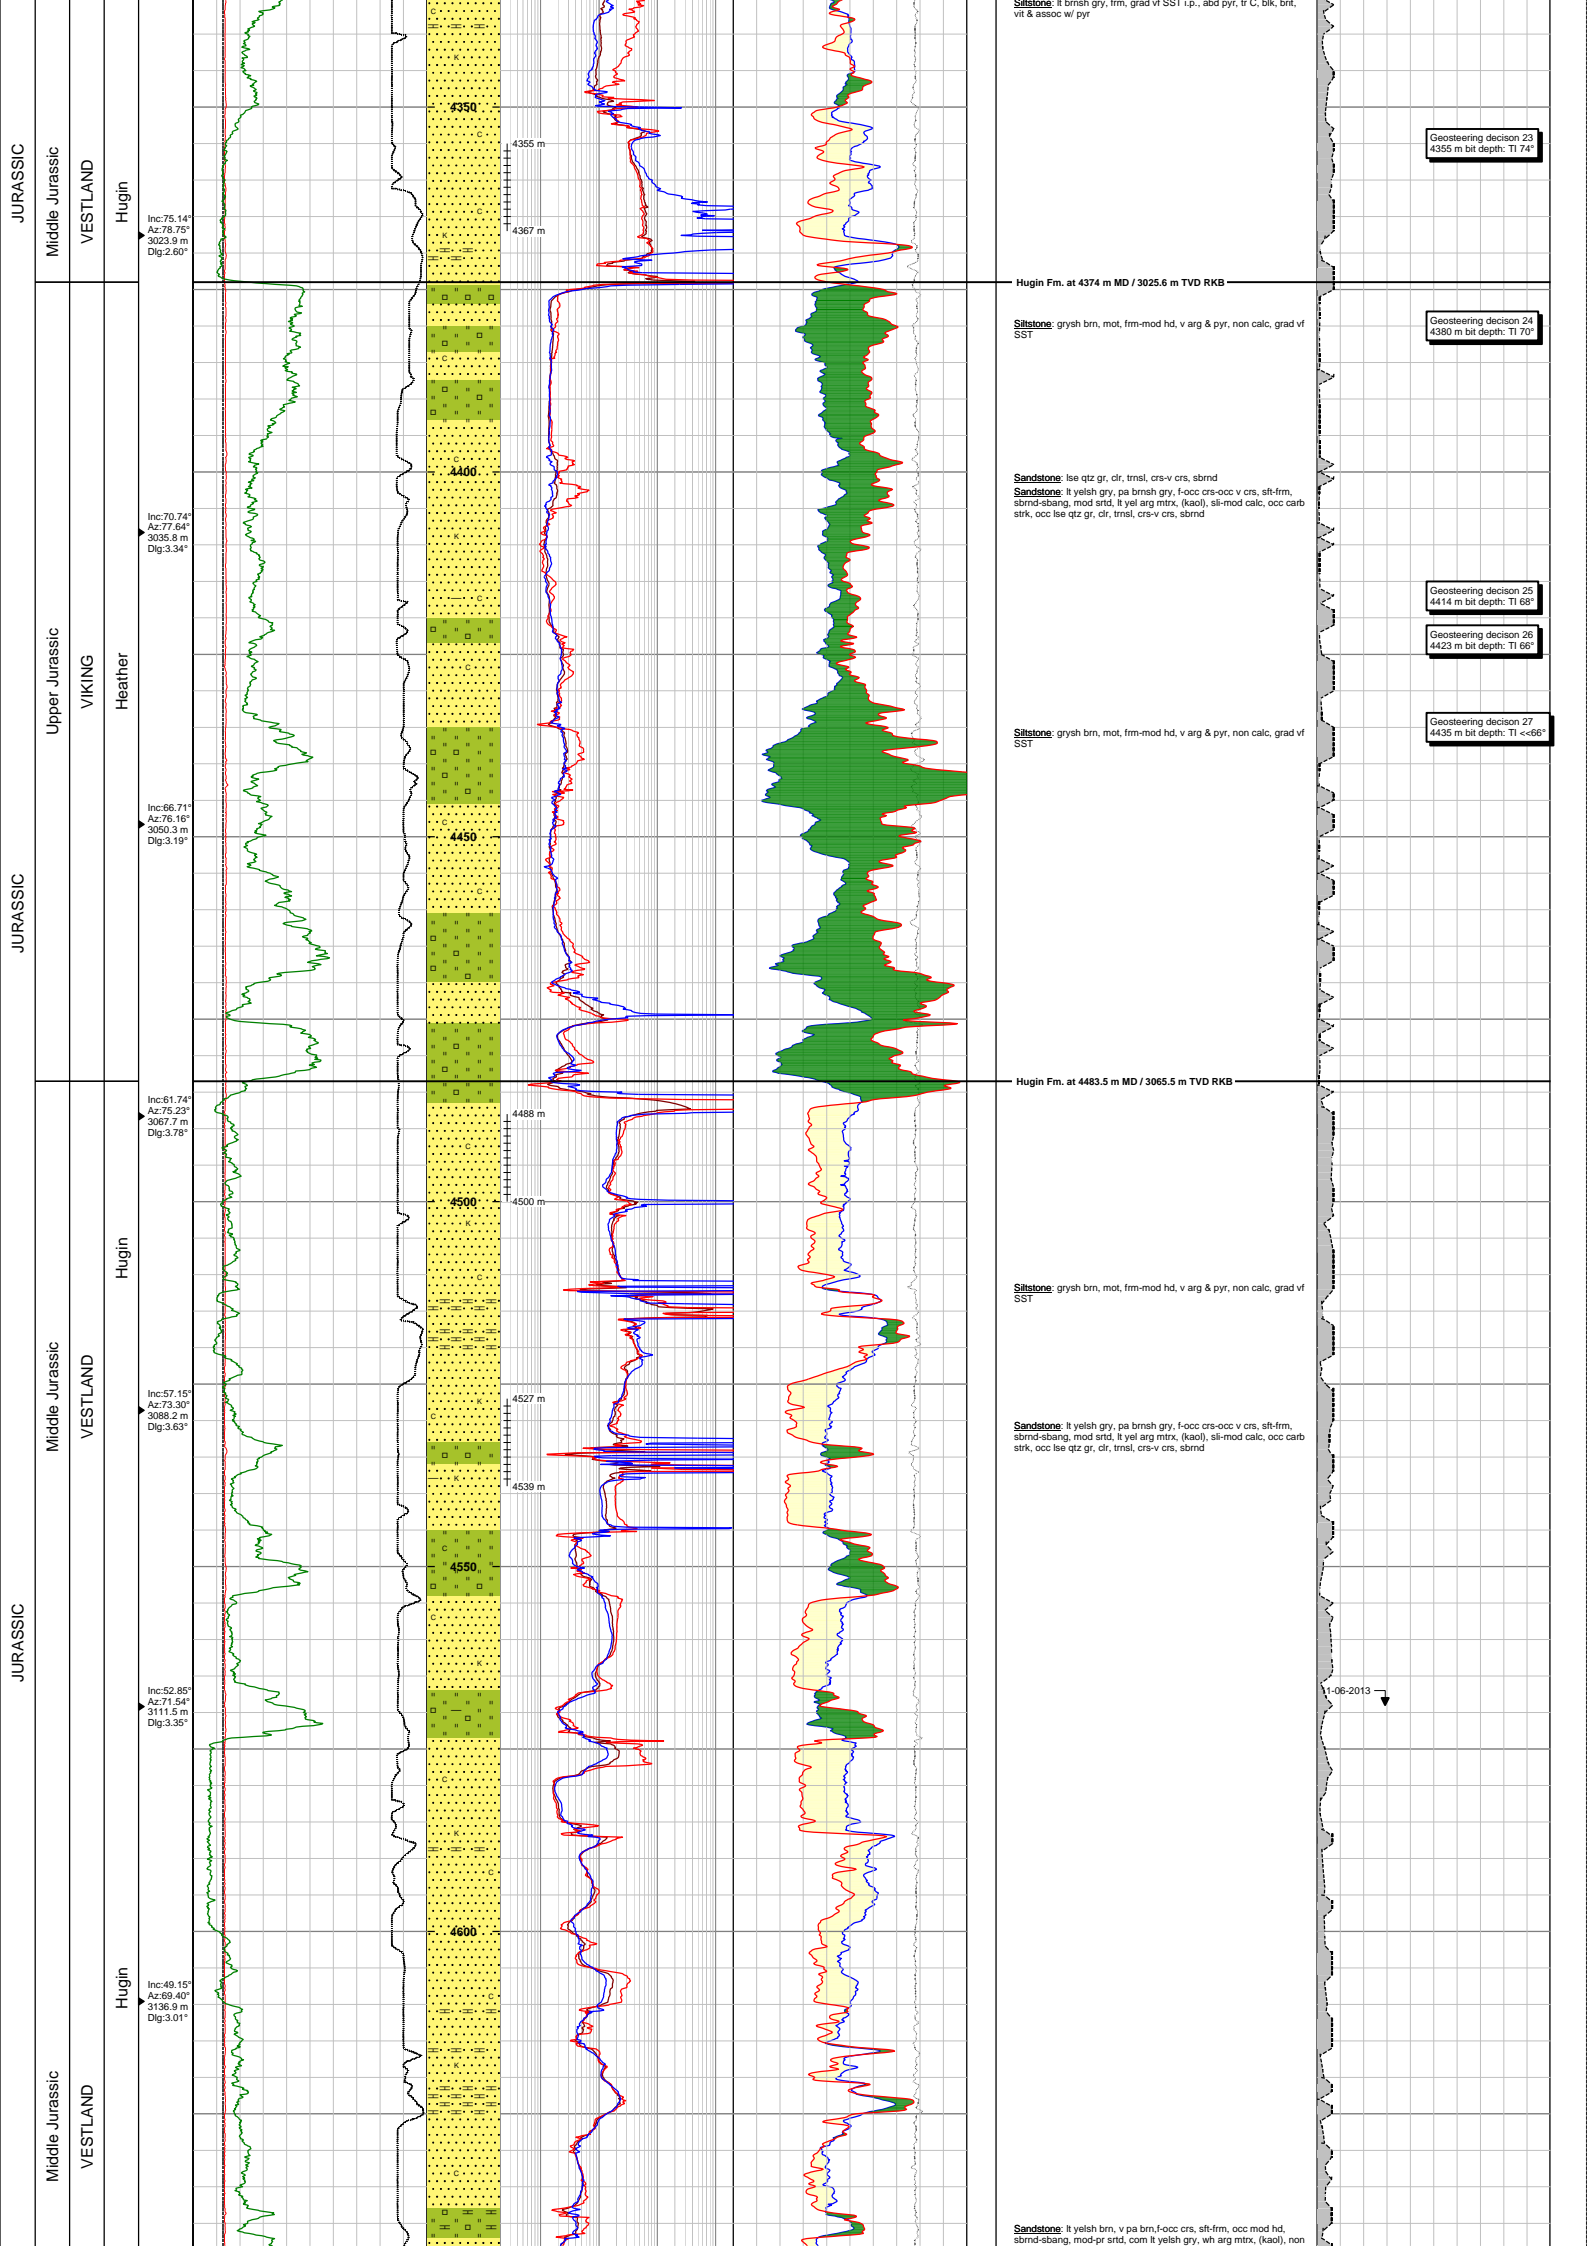 Siltstone: lt brnsh gry, frm, grad vf SST i.p., abd pyr, tr C, blk, brit,
vit & assoc w/ pyr
4350
4355 m
Geosteering decison 23
4355 m bit depth: TI 74°
JURASSIC
Middle Jurassic
VESTLAND
Hugin
Inc:75.14°
Az:78.75°
3023.9 m
Dlg:2.60°
4367 m
Hugin Fm. at 4374 m MD / 3025.6 m TVD RKB
Siltstone: grysh brn, mot, frm-mod hd, v arg & pyr, non calc, grad vf
SST
Geosteering decison 24
4380 m bit depth: TI 70°
4400
Sandstone: lse qtz gr, clr, trnsl, crs-v crs, sbrnd
Sandstone: lt yelsh gry, pa brnsh gry, f-occ crs-occ v crs, sft-frm,
sbrnd-sbang, mod srtd, lt yel arg mtrx, (kaol), sli-mod calc, occ carb
strk, occ lse qtz gr, clr, trnsl, crs-v crs, sbrnd
Inc:70.74°
Az:77.64°
3035.8 m
Dlg:3.34°
Geosteering decison 25
4414 m bit depth: TI 68°
Geosteering decison 26
4423 m bit depth: TI 66°
Upper Jurassic
VIKING
Heather
Siltstone: grysh brn, mot, frm-mod hd, v arg & pyr, non calc, grad vf
SST
Geosteering decison 27
4435 m bit depth: TI <<66°
Inc:66.71°
Az:76.16°
3050.3 m
Dlg:3.19°
4450
JURASSIC
Hugin Fm. at 4483.5 m MD / 3065.5 m TVD RKB
Inc:61.74°
Az:75.23°
3067.7 m
Dlg:3.78°
4488 m
4500
4500 m
Hugin
Siltstone: grysh brn, mot, frm-mod hd, v arg & pyr, non calc, grad vf
SST
Middle Jurassic
VESTLAND
Inc:57.15°
Az:73.30°
3088.2 m
Dlg:3.63°
4527 m
Sandstone: lt yelsh gry, pa brnsh gry, f-occ crs-occ v crs, sft-frm,
sbrnd-sbang, mod srtd, lt yel arg mtrx, (kaol), sli-mod calc, occ carb
strk, occ lse qtz gr, clr, trnsl, crs-v crs, sbrnd
4539 m
4550
JURASSIC
Inc:52.85°
Az:71.54°
3111.5 m
Dlg:3.35°
1-06-2013
4600
Hugin
Inc:49.15°
Az:69.40°
3136.9 m
Dlg:3.01°
Middle Jurassic
VESTLAND
Sandstone: lt yelsh brn, v pa brn,f-occ crs, sft-frm, occ mod hd,
sbrnd-sbang, mod-pr srtd, com lt yelsh gry, wh arg mtrx, (kaol), non